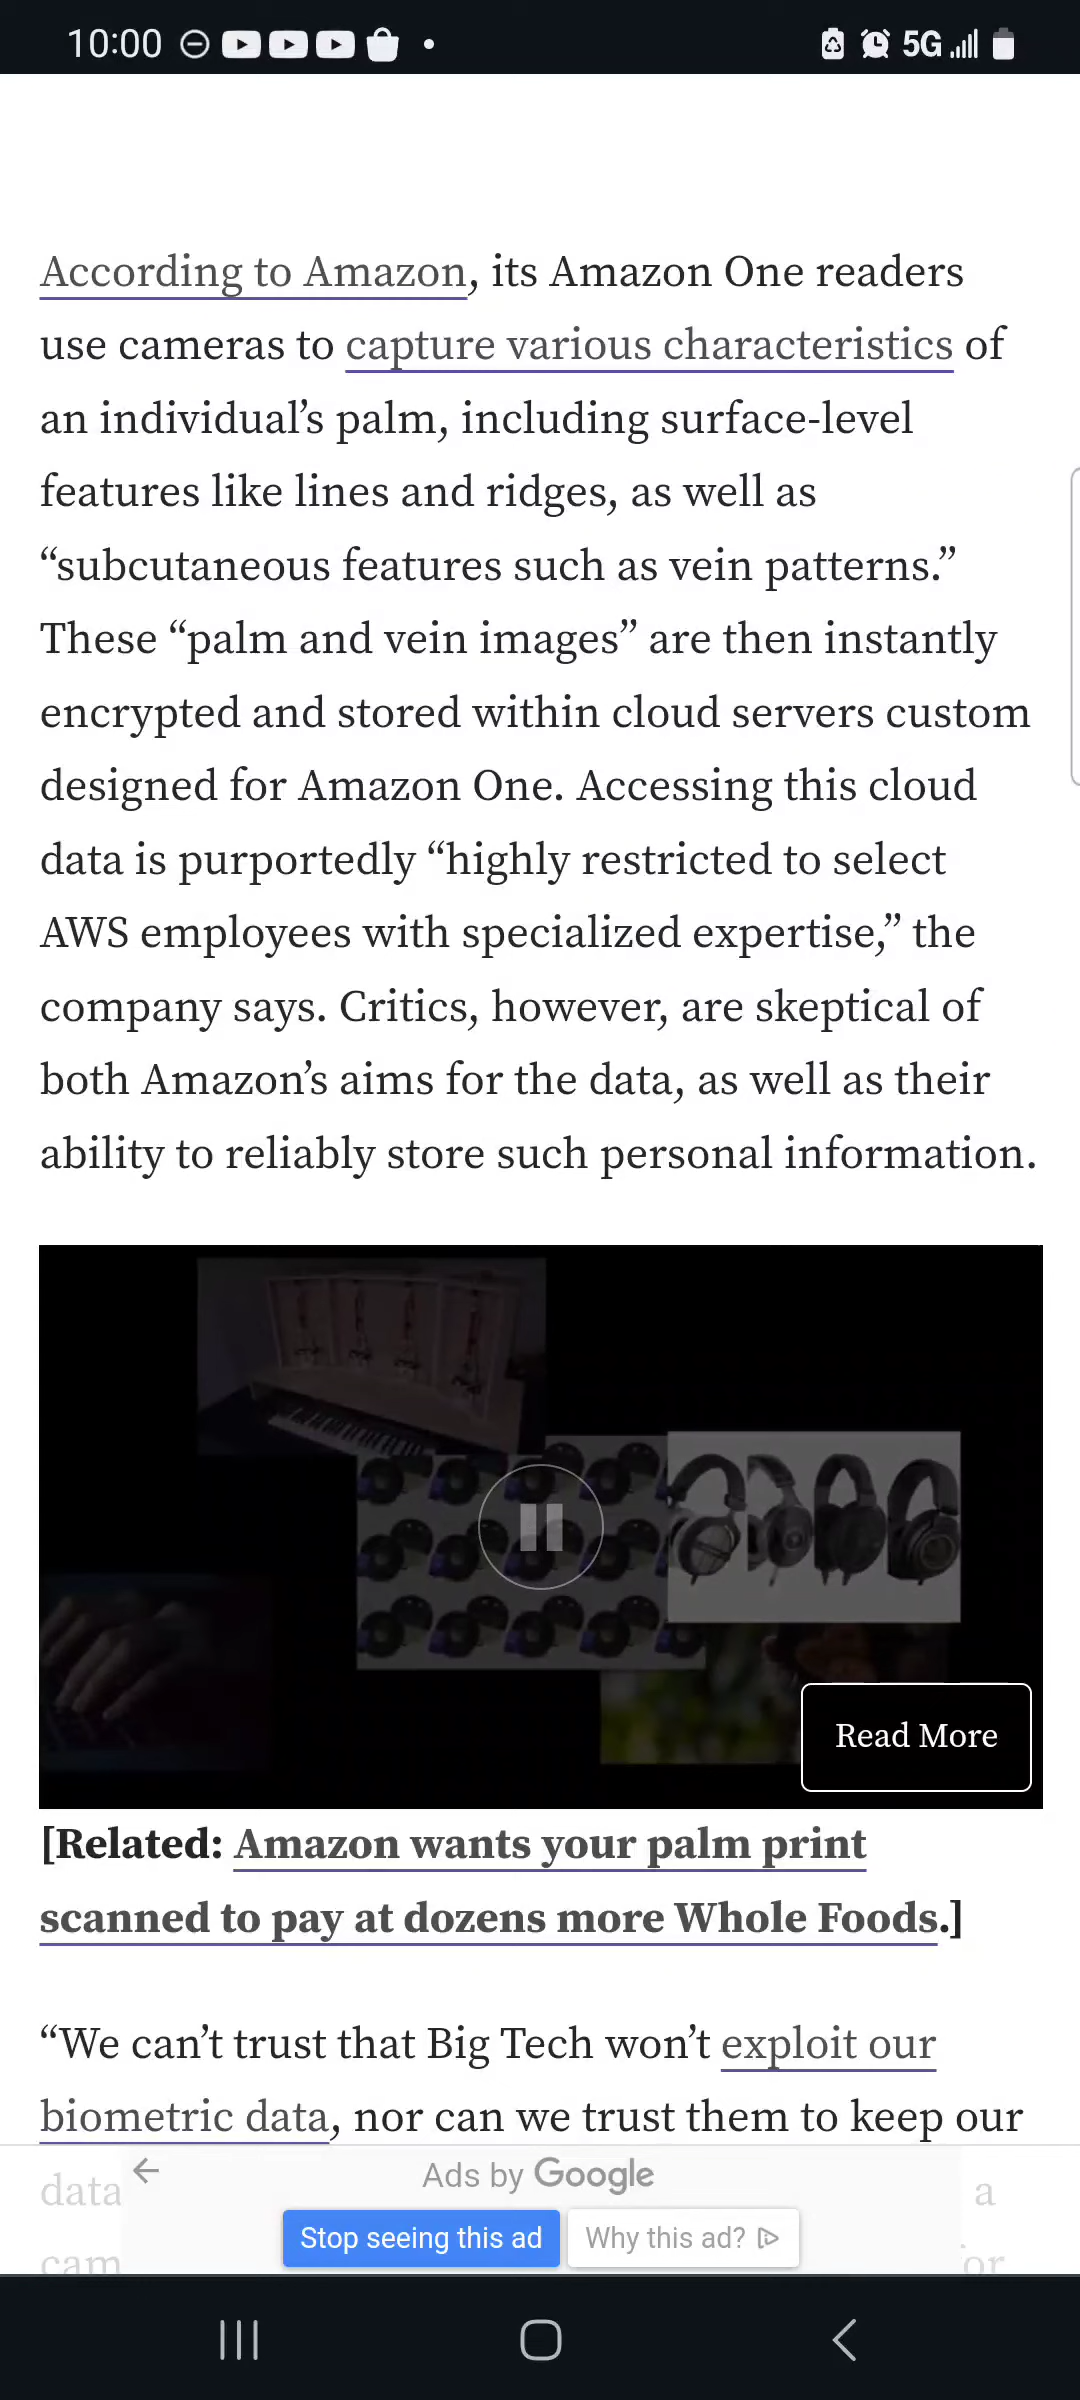 10:00
5G
According to Amazon, its Amazon One readers
use cameras to capture various characteristics of
an individual’s palm, including surface-level
features like lines and ridges, as well as
“subcutaneous features such as vein patterns.”
These “palm and vein images” are then instantly
encrypted and stored within cloud servers custom
designed for Amazon One. Accessing this cloud
data is purportedly “highly restricted to select
AWS employees with specialized expertise,” the
company says. Critics, however, are skeptical of
both Amazon’s aims for the data, as well as their
ability to reliably store such personal information.
Read More
[Related: Amazon wants your palm print
scanned to pay at dozens more Whole Foods.]
“We can’t trust that Big Tech won’t exploit our
biometric data, nor can we trust them to keep our
data a
Ads by Google
Stop seeing this ad Why this ad?